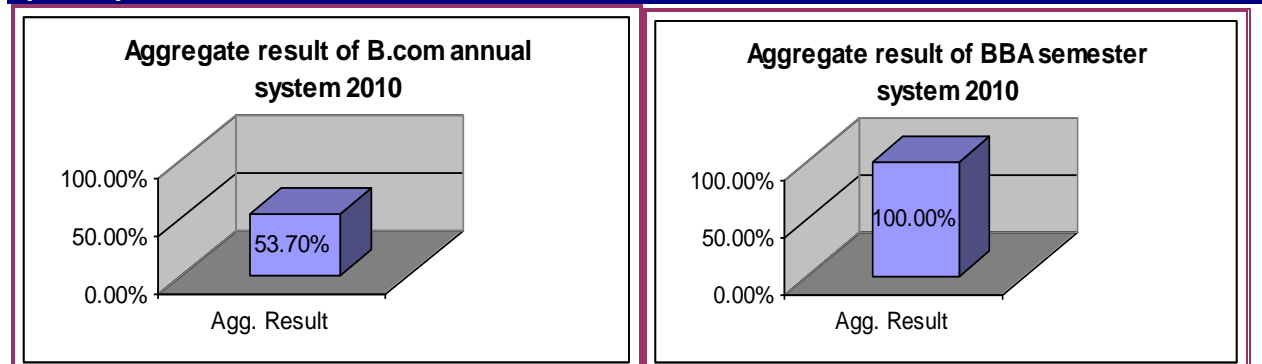 Aggregate result of B.com annual
system 2010
100.00%
50.00%
0.00%
53.70%
Agg. Result
Aggregate result of BBA semester
system 2010
100.00%
50.00%
0.00%
100.00%
Agg. Result